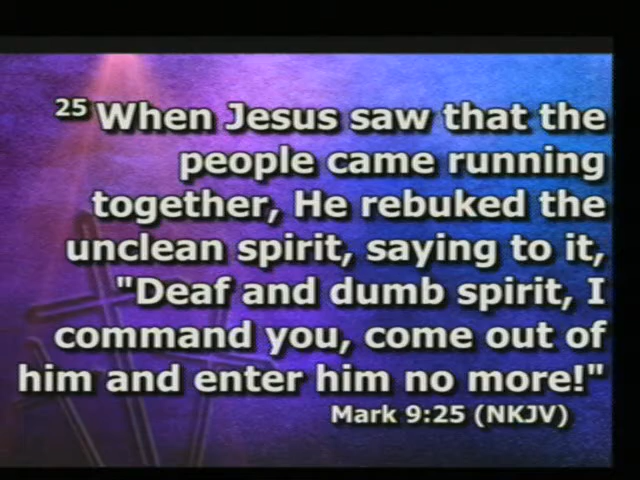 25 When Jesus saw that the
people came running
together, He rebuked the
unclean spirit, saying to it,
"Deaf and dumb spirit, I
command you, come out of
him and enter him no more!"
Mark 9:25 (NKJV)